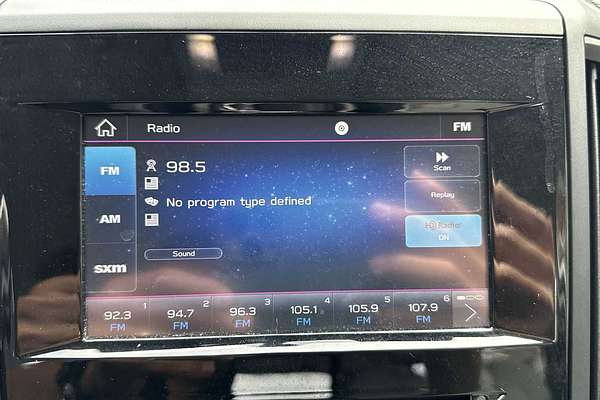 Radio FM
FM
98.5
Scan
No program type defined
Replay
AM
HD Radio
ON
Sound
sxm
1 2 3 4 5 6
92.3 94.7 96.3 105.1 105.9 107.9
FM FM FM FM FM FM